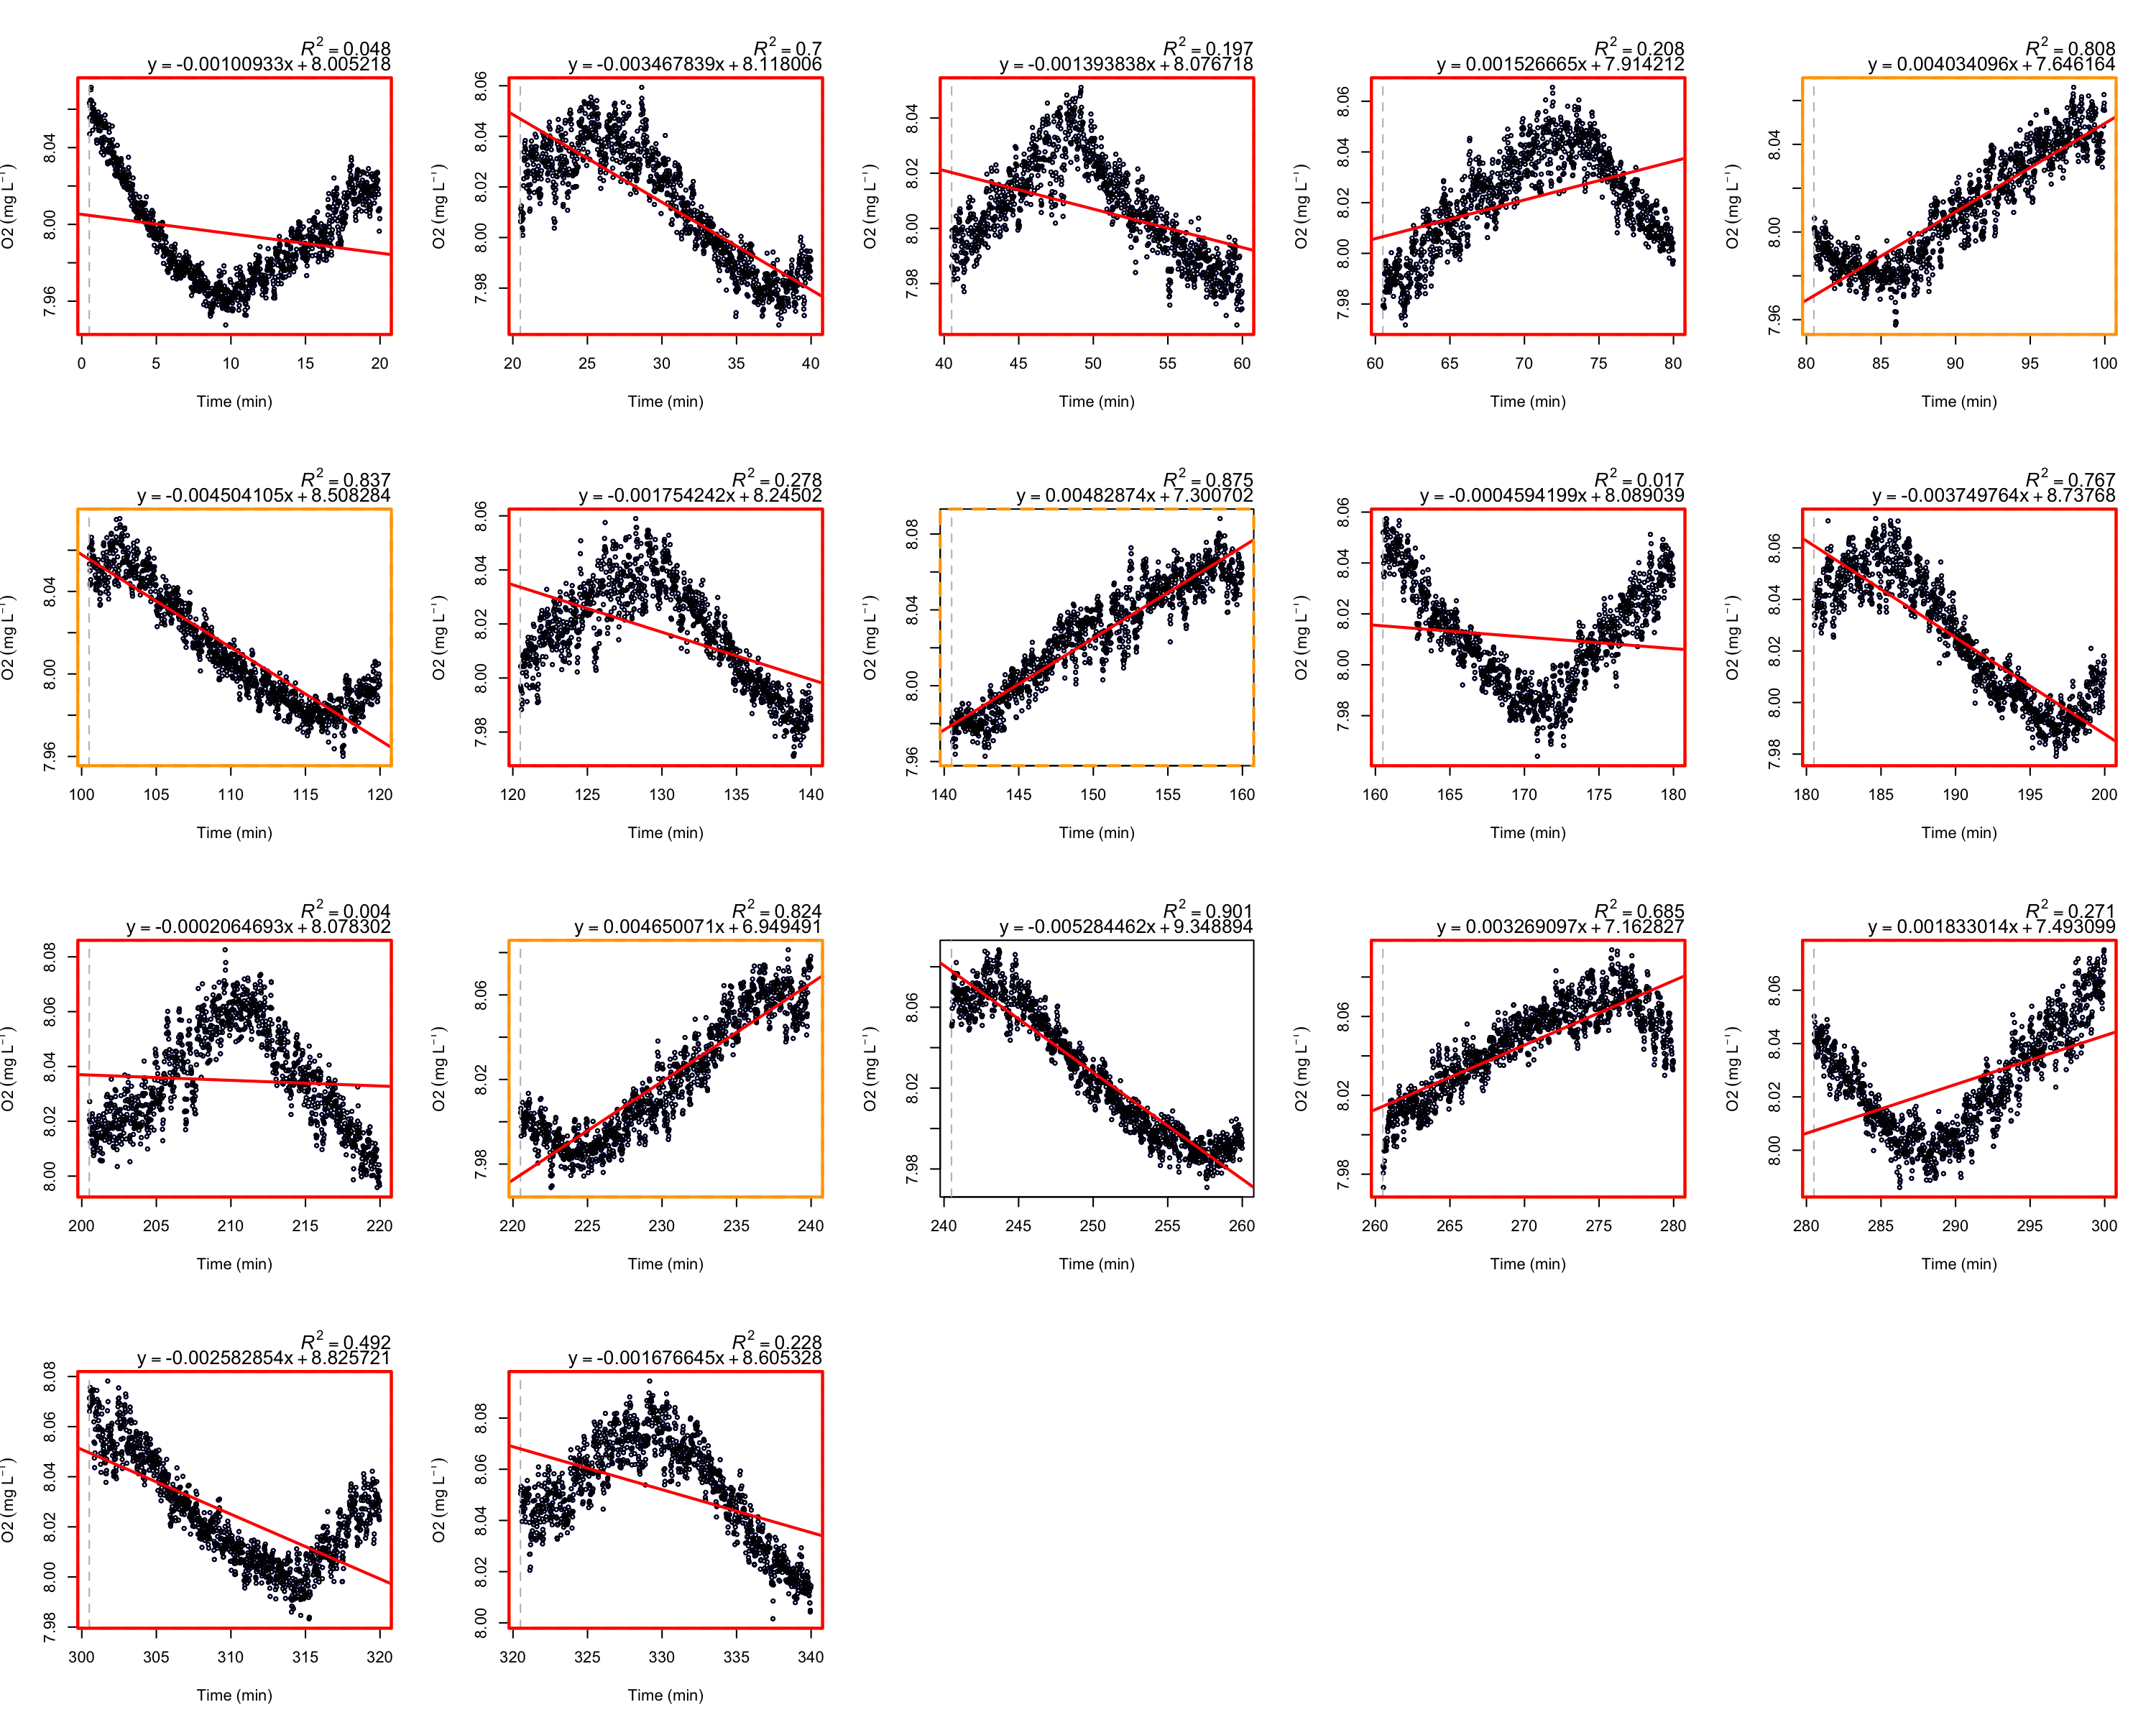 R² = 0.048
y = -0.00100933x + 8.005218
O2 (mg L⁻¹)
7.96 8.00 8.04
0 5 10 15 20
Time (min)
R² = 0.7
y = -0.003467839x + 8.118006
O2 (mg L⁻¹)
7.98 8.00 8.02 8.04 8.06
20 25 30 35 40
Time (min)
R² = 0.197
y = -0.001393838x + 8.076718
O2 (mg L⁻¹)
7.98 8.00 8.02 8.04
40 45 50 55 60
Time (min)
R² = 0.208
y = 0.001526665x + 7.914212
O2 (mg L⁻¹)
7.98 8.00 8.02 8.04 8.06
60 65 70 75 80
Time (min)
R² = 0.808
y = 0.004034096x + 7.646164
O2 (mg L⁻¹)
7.96 8.00 8.04
80 85 90 95 100
Time (min)
R² = 0.837
y = -0.004504105x + 8.508284
O2 (mg L⁻¹)
7.96 8.00 8.04
100 105 110 115 120
Time (min)
R² = 0.278
y = -0.001754242x + 8.24502
O2 (mg L⁻¹)
7.98 8.00 8.02 8.04 8.06
120 125 130 135 140
Time (min)
R² = 0.875
y = 0.00482874x + 7.300702
O2 (mg L⁻¹)
7.96 8.00 8.04 8.08
140 145 150 155 160
Time (min)
R² = 0.017
y = -0.0004594199x + 8.089039
O2 (mg L⁻¹)
7.98 8.00 8.02 8.04 8.06
160 165 170 175 180
Time (min)
R² = 0.767
y = -0.003749764x + 8.73768
O2 (mg L⁻¹)
7.98 8.00 8.02 8.04 8.06
180 185 190 195 200
Time (min)
R² = 0.004
y = -0.0002064693x + 8.078302
O2 (mg L⁻¹)
8.00 8.02 8.04 8.06 8.08
200 205 210 215 220
Time (min)
R² = 0.824
y = 0.004650071x + 6.949491
O2 (mg L⁻¹)
7.98 8.02 8.06
220 225 230 235 240
Time (min)
R² = 0.901
y = -0.005284462x + 9.348894
O2 (mg L⁻¹)
7.98 8.02 8.06
240 245 250 255 260
Time (min)
R² = 0.685
y = 0.003269097x + 7.162827
O2 (mg L⁻¹)
7.98 8.02 8.06
260 265 270 275 280
Time (min)
R² = 0.271
y = 0.001833014x + 7.493099
O2 (mg L⁻¹)
8.00 8.02 8.04 8.06
280 285 290 295 300
Time (min)
R² = 0.492
y = -0.002582854x + 8.825721
O2 (mg L⁻¹)
7.98 8.00 8.02 8.04 8.06 8.08
300 305 310 315 320
Time (min)
R² = 0.228
y = -0.001676645x + 8.605328
O2 (mg L⁻¹)
8.00 8.02 8.04 8.06 8.08
320 325 330 335 340
Time (min)